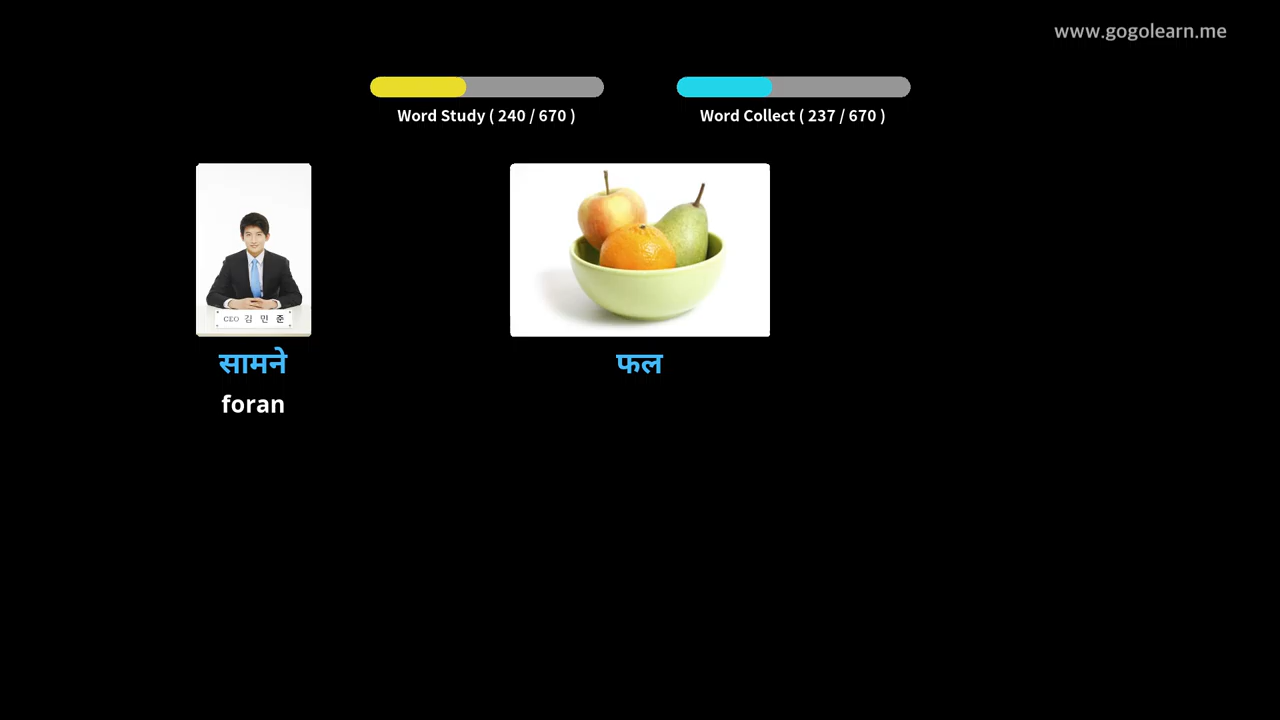 www.gogolearn.me
Word Study ( 240 / 670 )
Word Collect ( 237 / 670 )
CEO 김 민 준
सामने
फल
foran